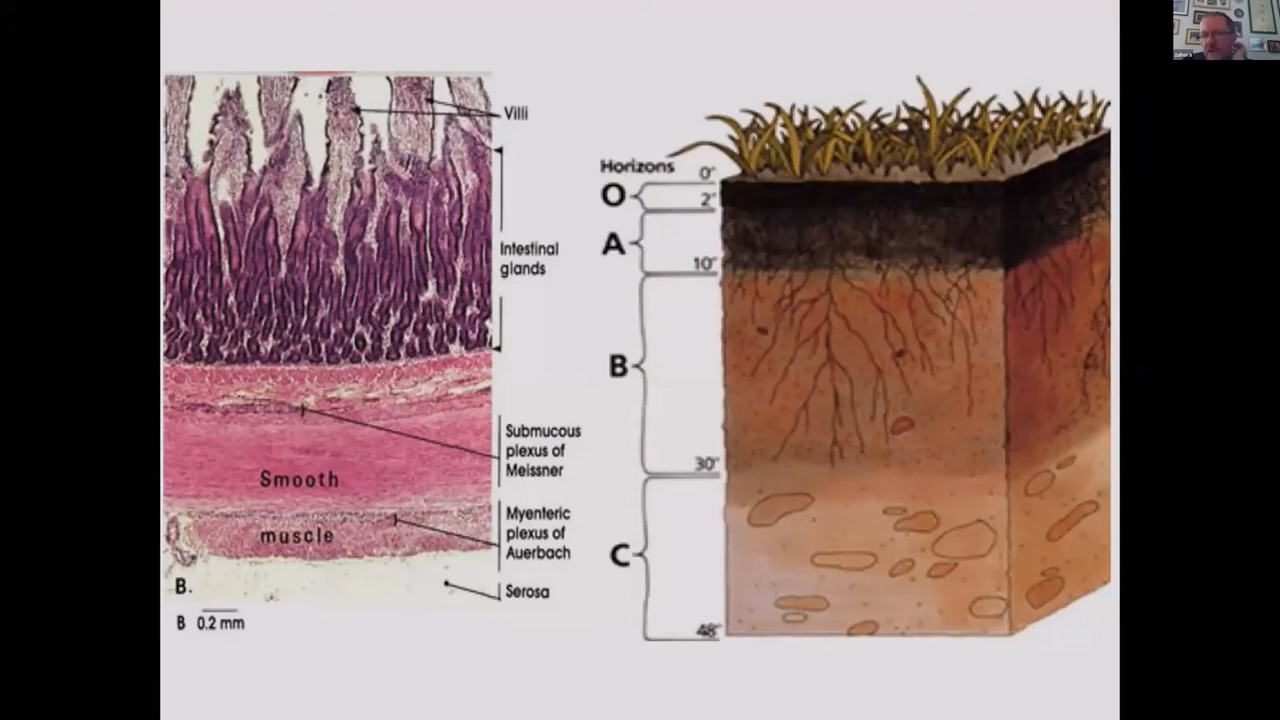 Villi
Intestinal
glands
Submucous
plexus of
Meissner
Smooth
Myenteric
plexus of
Auerbach
muscle
Serosa
B.
B 0.2 mm
Horizons
0"
O
2"
A
10"
B
30"
C
48"
zahora